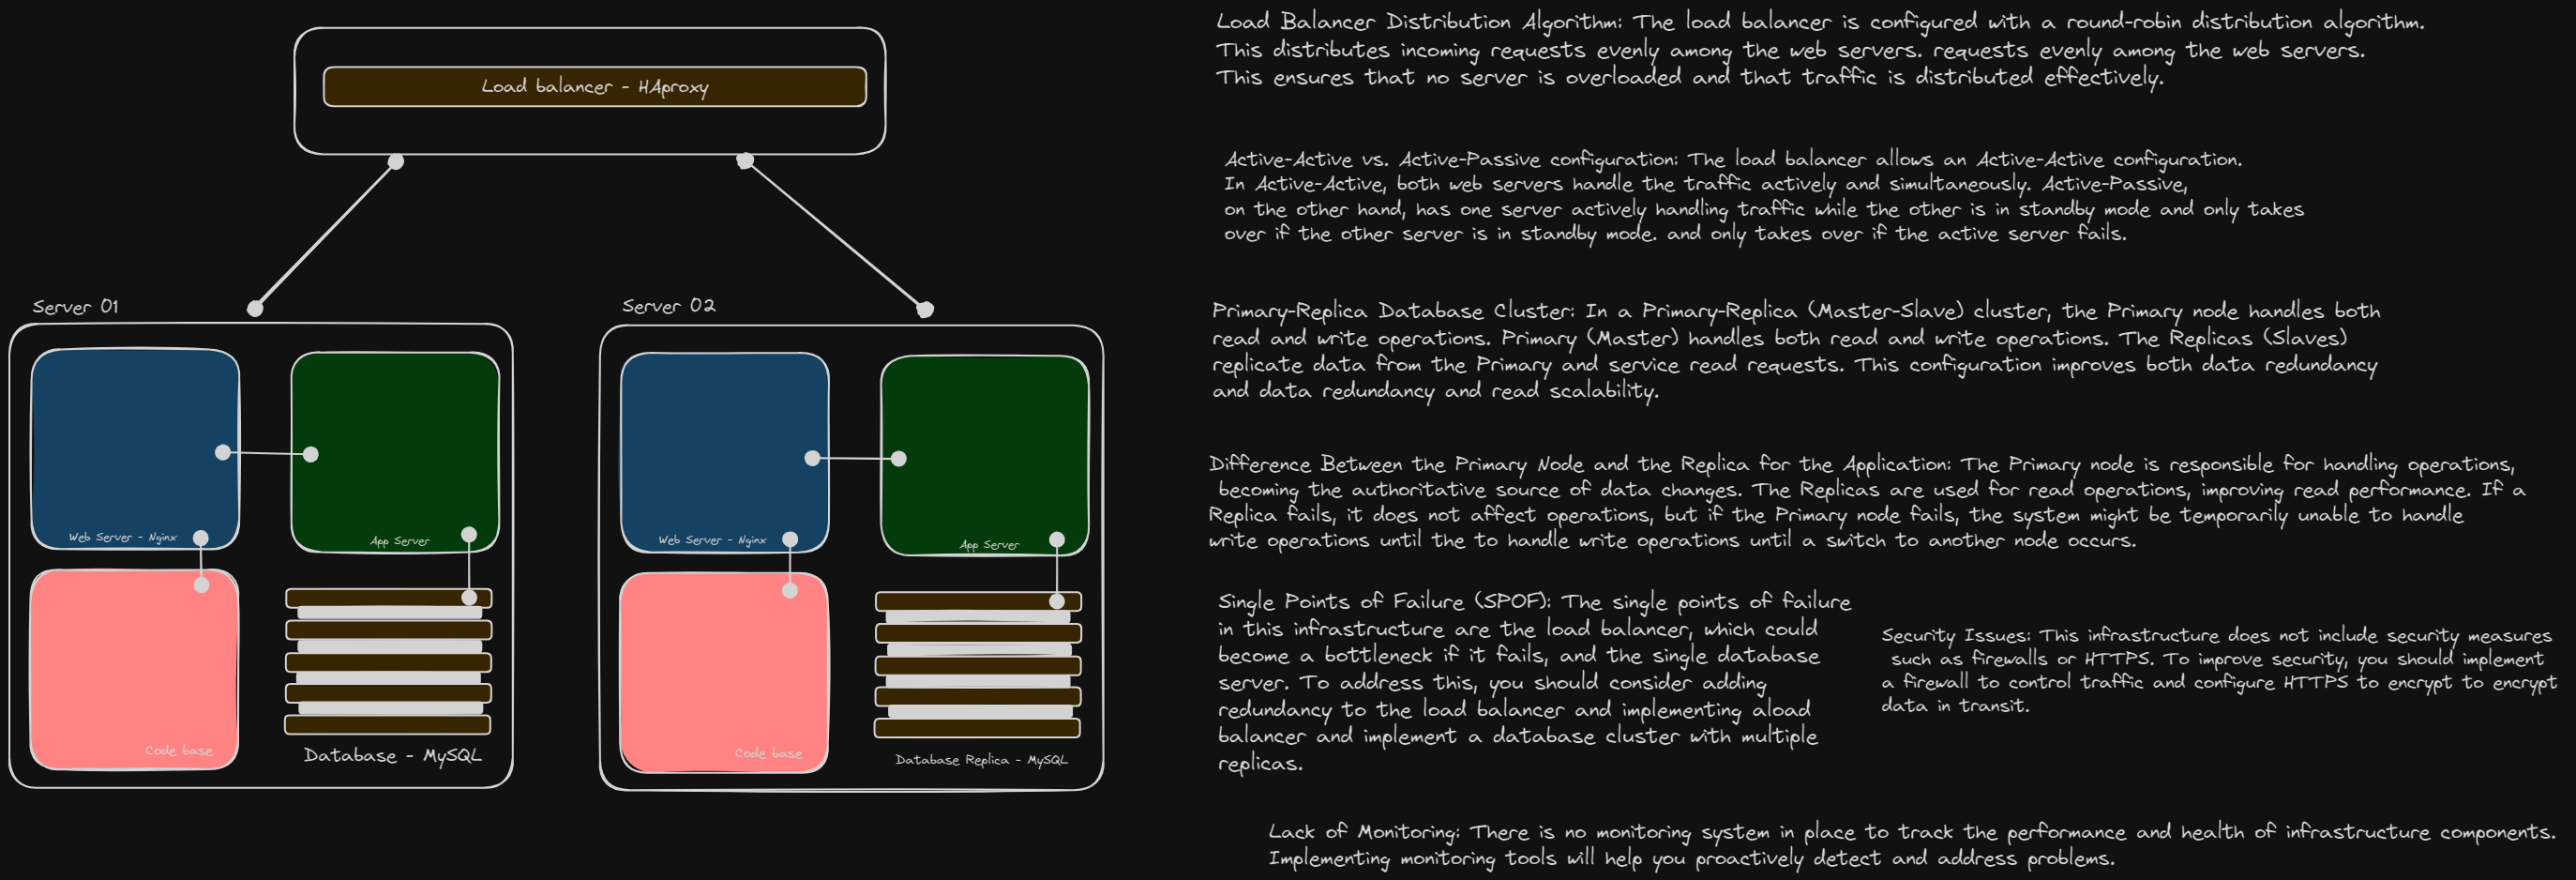 Load balancer - HAproxy
Server 01
Web Server - Nginx
App Server
Code base
Database - MySQL
Server 02
Web Server - Nginx
App Server
Code base
Database Replica - MySQL
Load Balancer Distribution Algorithm: The load balancer is configured with a round-robin distribution algorithm.
This distributes incoming requests evenly among the web servers. requests evenly among the web servers.
This ensures that no server is overloaded and that traffic is distributed effectively.
Active-Active vs. Active-Passive configuration: The load balancer allows an Active-Active configuration.
In Active-Active, both web servers handle the traffic actively and simultaneously. Active-Passive,
on the other hand, has one server actively handling traffic while the other is in standby mode and only takes
over if the other server is in standby mode. and only takes over if the active server fails.
Primary-Replica Database Cluster: In a Primary-Replica (Master-Slave) cluster, the Primary node handles both
read and write operations. Primary (Master) handles both read and write operations. The Replicas (Slaves)
replicate data from the Primary and service read requests. This configuration improves both data redundancy
and data redundancy and read scalability.
Difference Between the Primary Node and the Replica for the Application: The Primary node is responsible for handling operations,
becoming the authoritative source of data changes. The Replicas are used for read operations, improving read performance. If a
Replica fails, it does not affect operations, but if the Primary node fails, the system might be temporarily unable to handle
write operations until the to handle write operations until a switch to another node occurs.
Single Points of Failure (SPOF): The single points of failure
in this infrastructure are the load balancer, which could
become a bottleneck if it fails, and the single database
server. To address this, you should consider adding
redundancy to the load balancer and implementing aload
balancer and implement a database cluster with multiple
replicas.
Security Issues: This infrastructure does not include security measures
such as firewalls or HTTPS. To improve security, you should implement
a firewall to control traffic and configure HTTPS to encrypt to encrypt
data in transit.
Lack of Monitoring: There is no monitoring system in place to track the performance and health of infrastructure components.
Implementing monitoring tools will help you proactively detect and address problems.